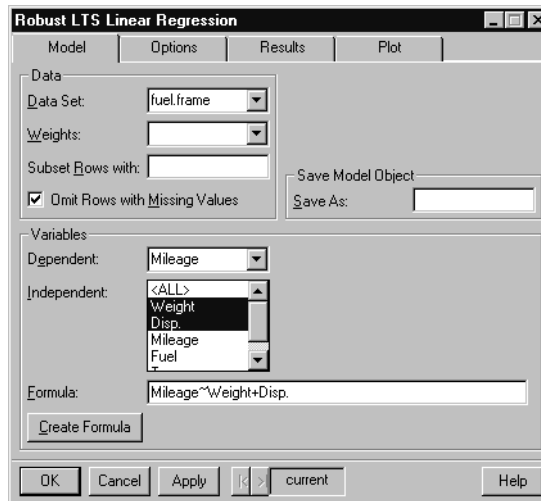 Robust LTS Linear Regression
Model Options Results Plot
Data
Data Set: fuel.frame
Weights:
Subset Rows with:
Omit Rows with Missing Values
Save Model Object
Save As:
Variables
Dependent: Mileage
Independent: <ALL>
Weight
Disp.
Mileage
Fuel
Formula: Mileage~Weight+Disp.
Create Formula
OK Cancel Apply current Help